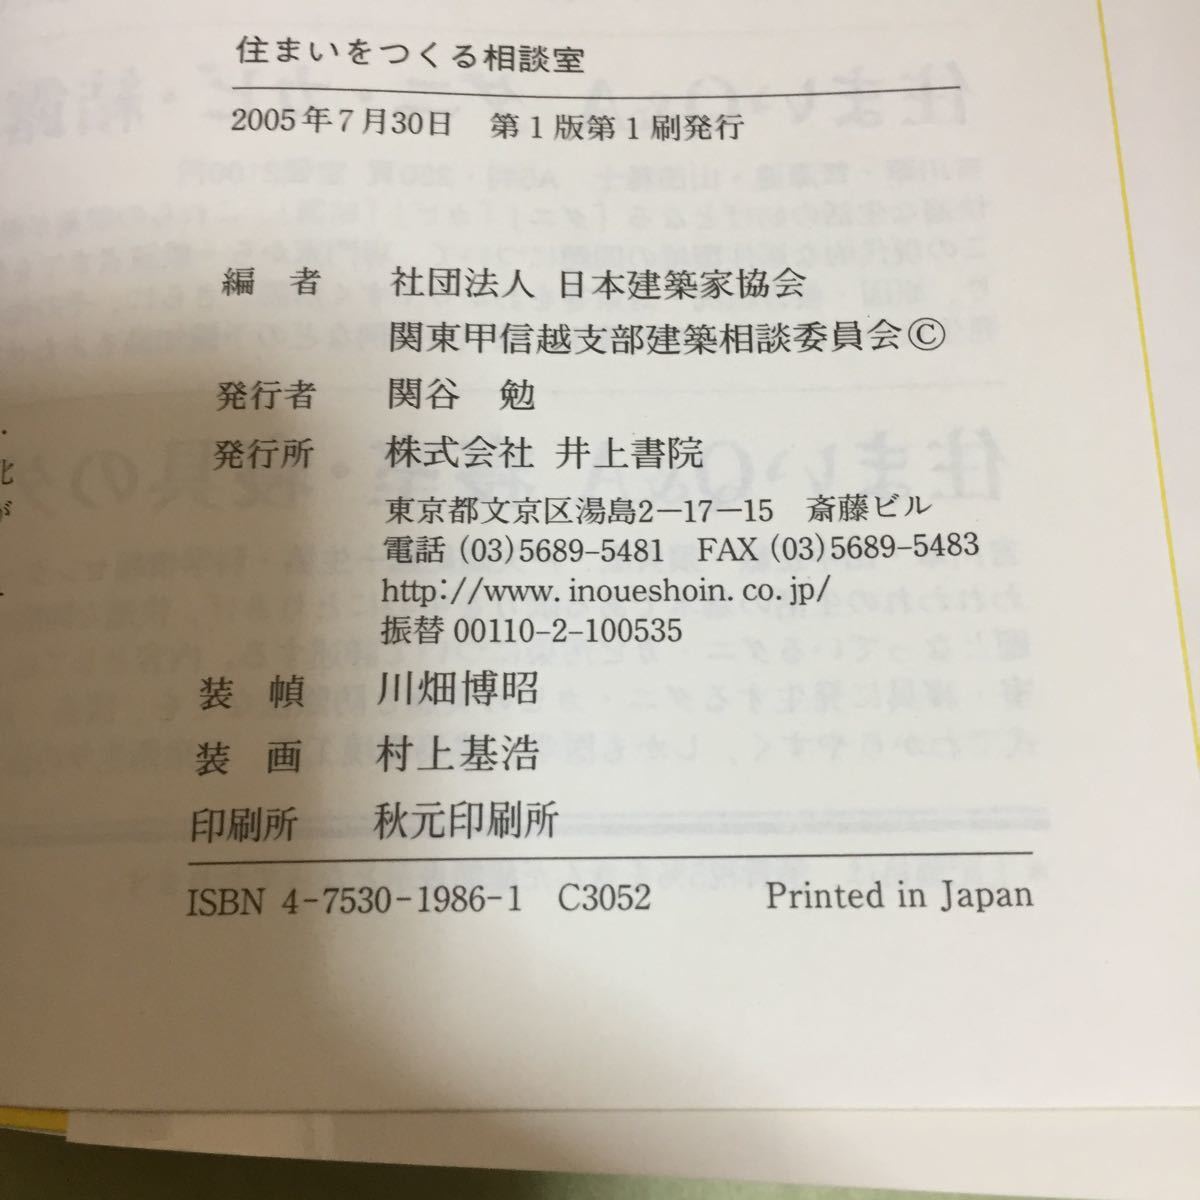 住まいをつくる相談室
2005年7月30日　第1版第1刷発行
編　者　社団法人 日本建築家協会
関東甲信越支部建築相談委員会©
発行者　関谷　勉
発行所　株式会社 井上書院
東京都文京区湯島2−17−15　斎藤ビル
電話 (03)5689-5481　FAX (03)5689-5483
http://www.inoueshoin.co.jp/
振替 00110-2-100535
装　幀　川畑博昭
装　画　村上基浩
印刷所　秋元印刷所
ISBN 4-7530-1986-1　C3052　Printed in Japan